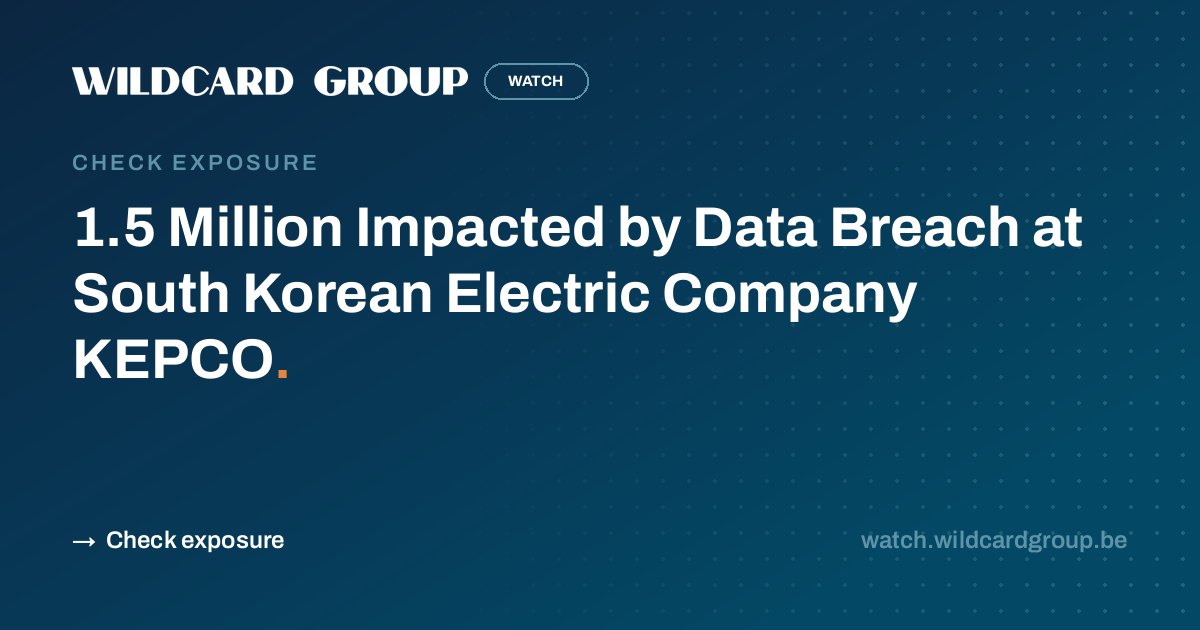 WILDCARD GROUP WATCH
CHECK EXPOSURE
1.5 Million Impacted by Data Breach at
South Korean Electric Company
KEPCO.
→ Check exposure
watch.wildcardgroup.be